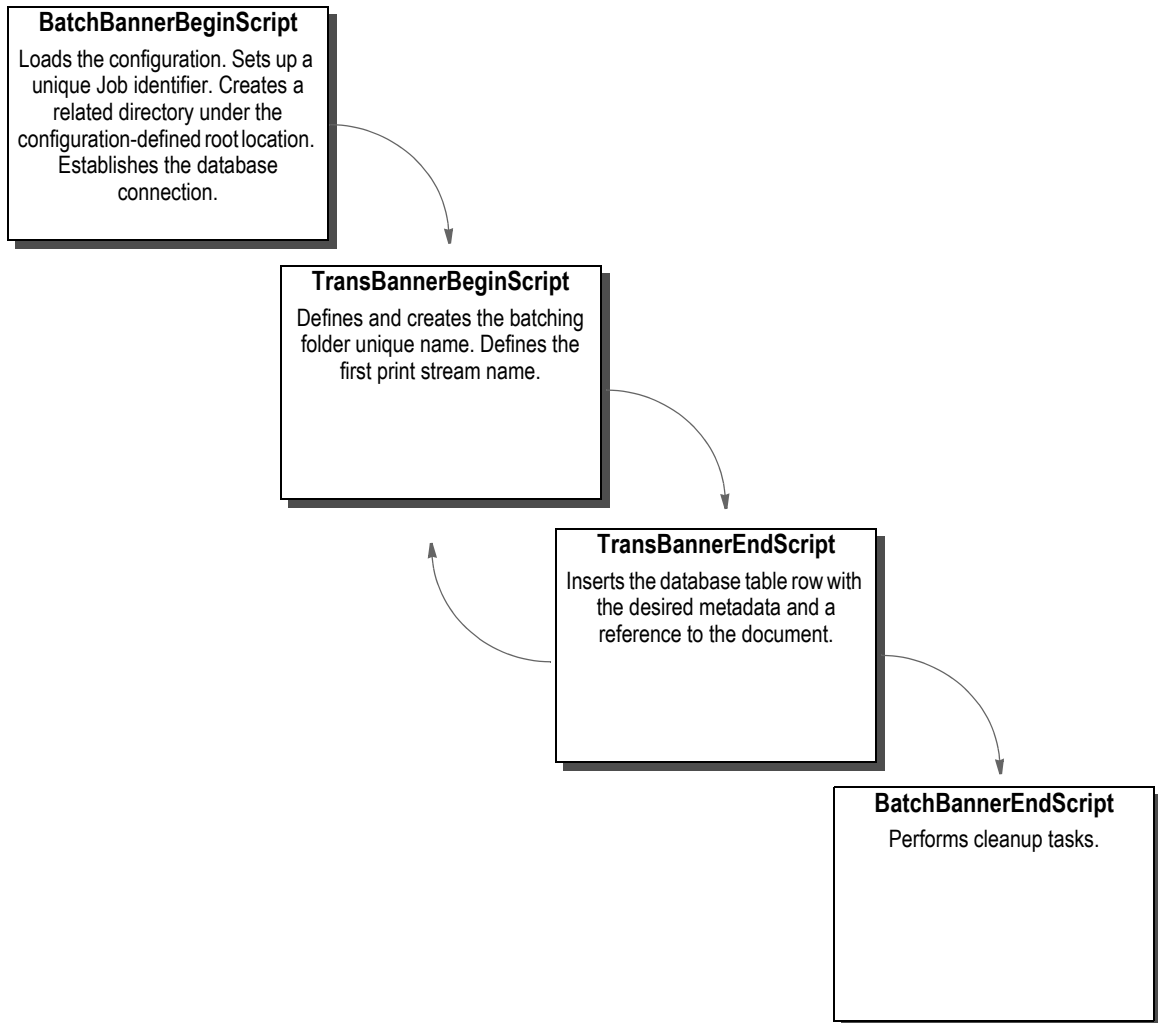 BatchBannerBeginScript
Loads the configuration. Sets up a
unique Job identifier. Creates a
related directory under the
configuration-defined root location.
Establishes the database
connection.
TransBannerBeginScript
Defines and creates the batching
folder unique name. Defines the
first print stream name.
TransBannerEndScript
Inserts the database table row with
the desired metadata and a
reference to the document.
BatchBannerEndScript
Performs cleanup tasks.